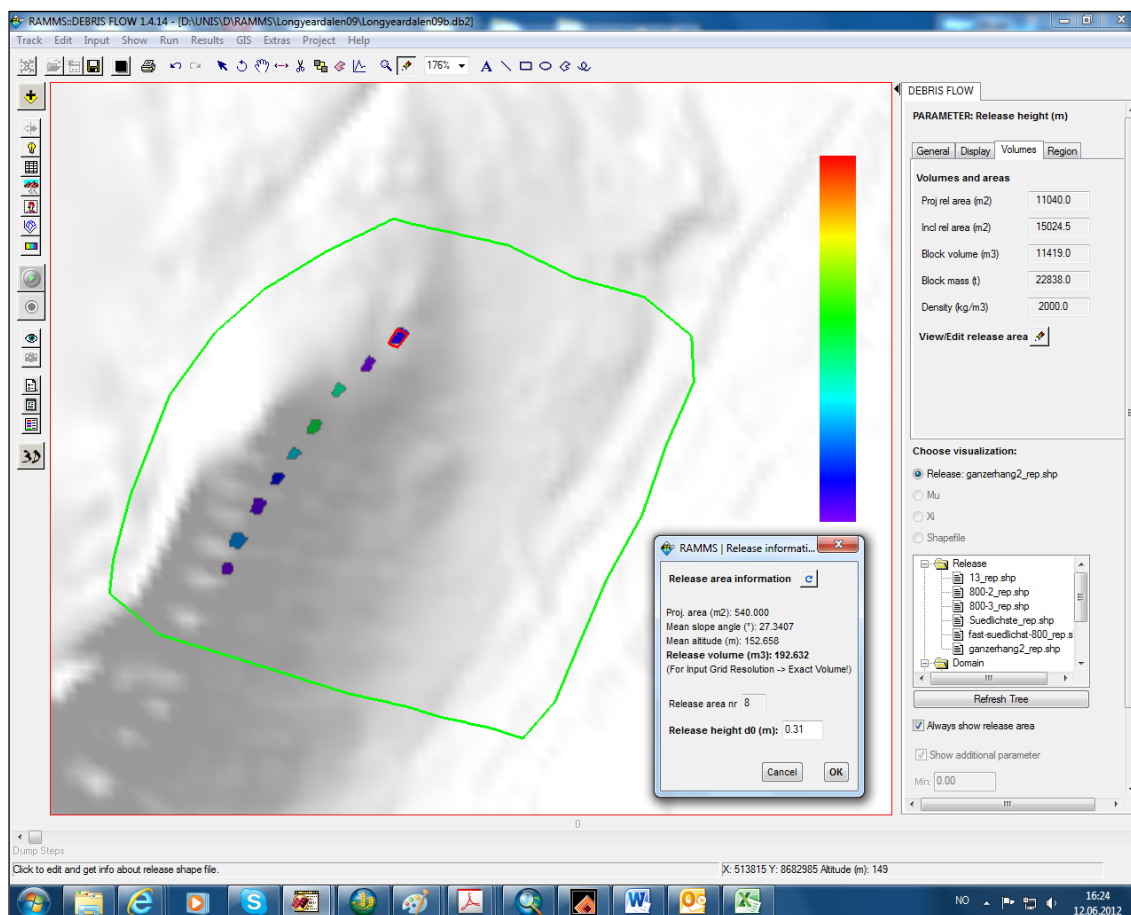 RAMMS::DEBRIS FLOW 1.4.14 - [D:\UNIS\D\RAMMS\Longyeardalen09\Longyeardalen09b.db2]
Track Edit Input Show Run Results GIS Extras Project Help
176%
DEBRIS FLOW
PARAMETER: Release height (m)
General Display Volumes Region
Volumes and areas
Proj rel area (m2) 11040.0
Incl rel area (m2) 15024.5
Block volume (m3) 11419.0
Block mass (t) 22838.0
Density (kg/m3) 2000.0
View/Edit release area
Choose visualization:
Release: ganzerhang2_rep.shp
Mu
Xi
Shapefile
Release
13_rep.shp
800-2_rep.shp
800-3_rep.shp
Suedlichste_rep.shp
fast-suedlichst-800_rep.s
ganzerhang2_rep.shp
Domain
Refresh Tree
Always show release area
Show additional parameter
Min: 0.00
RAMMS | Release informati...
Release area information
Proj. area (m2): 540.000
Mean slope angle (°): 27.3407
Mean altitude (m): 152.658
Release volume (m3): 192.632
(For Input Grid Resolution -> Exact Volume!)
Release area nr 8
Release height d0 (m): 0.31
Cancel OK
0
Dump Steps
Click to edit and get info about release shape file.
X: 513815 Y: 8682985 Altitude (m): 149
NO
16:24
12.06.2012